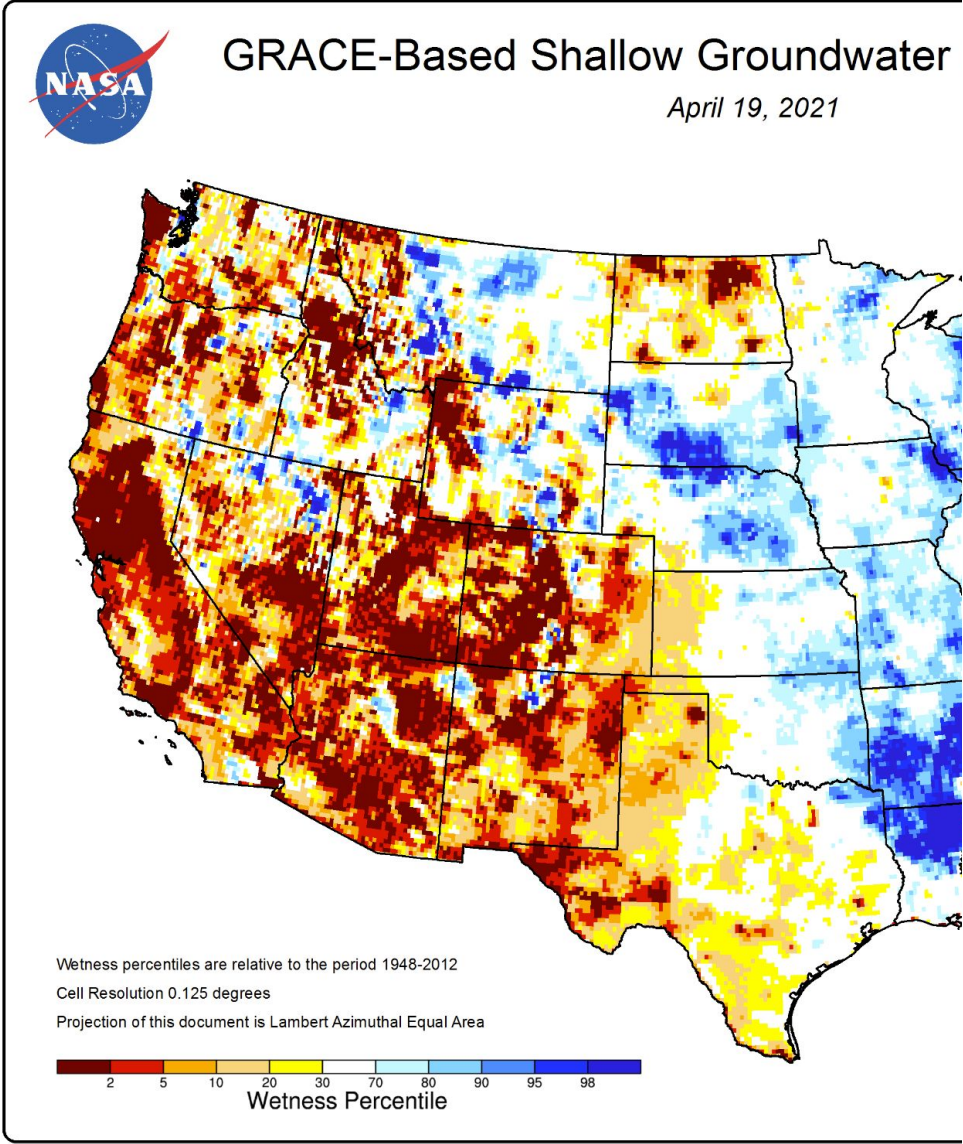 NASA
GRACE-Based Shallow Groundwater
April 19, 2021
Wetness percentiles are relative to the period 1948-2012
Cell Resolution 0.125 degrees
Projection of this document is Lambert Azimuthal Equal Area
2 5 10 20 30 70 80 90 95 98
Wetness Percentile